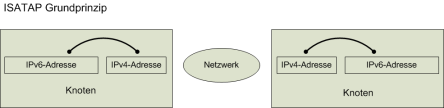 ISATAP Grundprinzip
IPv6-Adresse IPv4-Adresse Netzwerk IPv4-Adresse IPv6-Adresse
Knoten Knoten